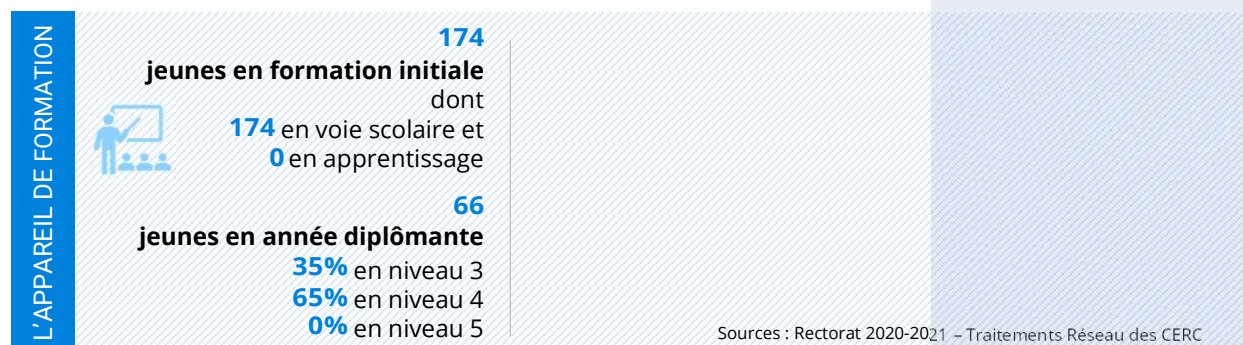 L'APPAREIL DE FORMATION
174
jeunes en formation initiale
dont
174 en voie scolaire et
0 en apprentissage
66
jeunes en année diplômante
35% en niveau 3
65% en niveau 4
0% en niveau 5
Sources : Rectorat 2020-2021 – Traitements Réseau des CERC